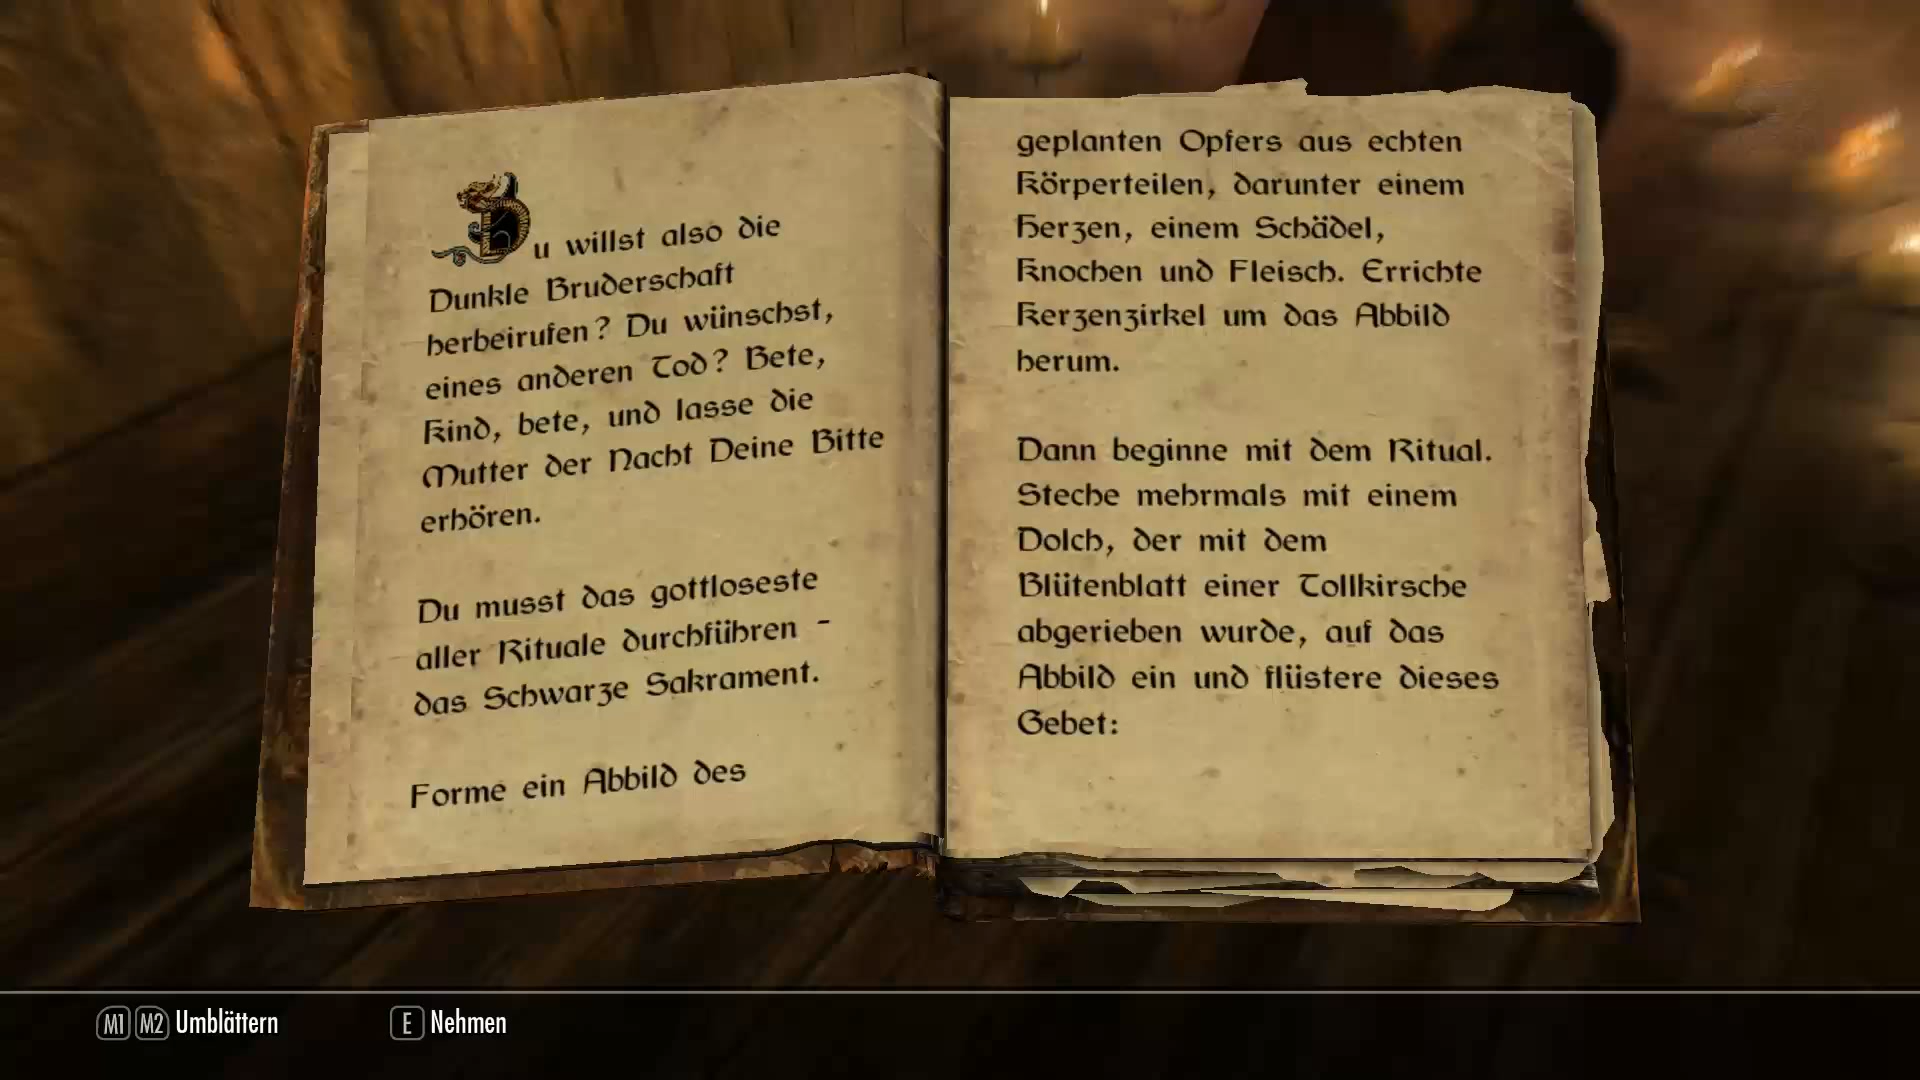 Du willst also die
Dunkle Bruderschaft
herbeirufen? Du wünschst,
eines anderen Tod? Bete,
Kind, bete, und lasse die
Mutter der Nacht Deine Bitte
erhören.
Du musst das gottloseste
aller Rituale durchführen -
das Schwarze Sakrament.
Forme ein Abbild des
geplanten Opfers aus echten
Körperteilen, darunter einem
Herzen, einem Schädel,
Knochen und Fleisch. Errichte
Kerzenzirkel um das Abbild
herum.
Dann beginne mit dem Ritual.
Steche mehrmals mit einem
Dolch, der mit dem
Blütenblatt einer Tollkirsche
abgerieben wurde, auf das
Abbild ein und flüstere dieses
Gebet:
M1 M2 Umblättern
E Nehmen